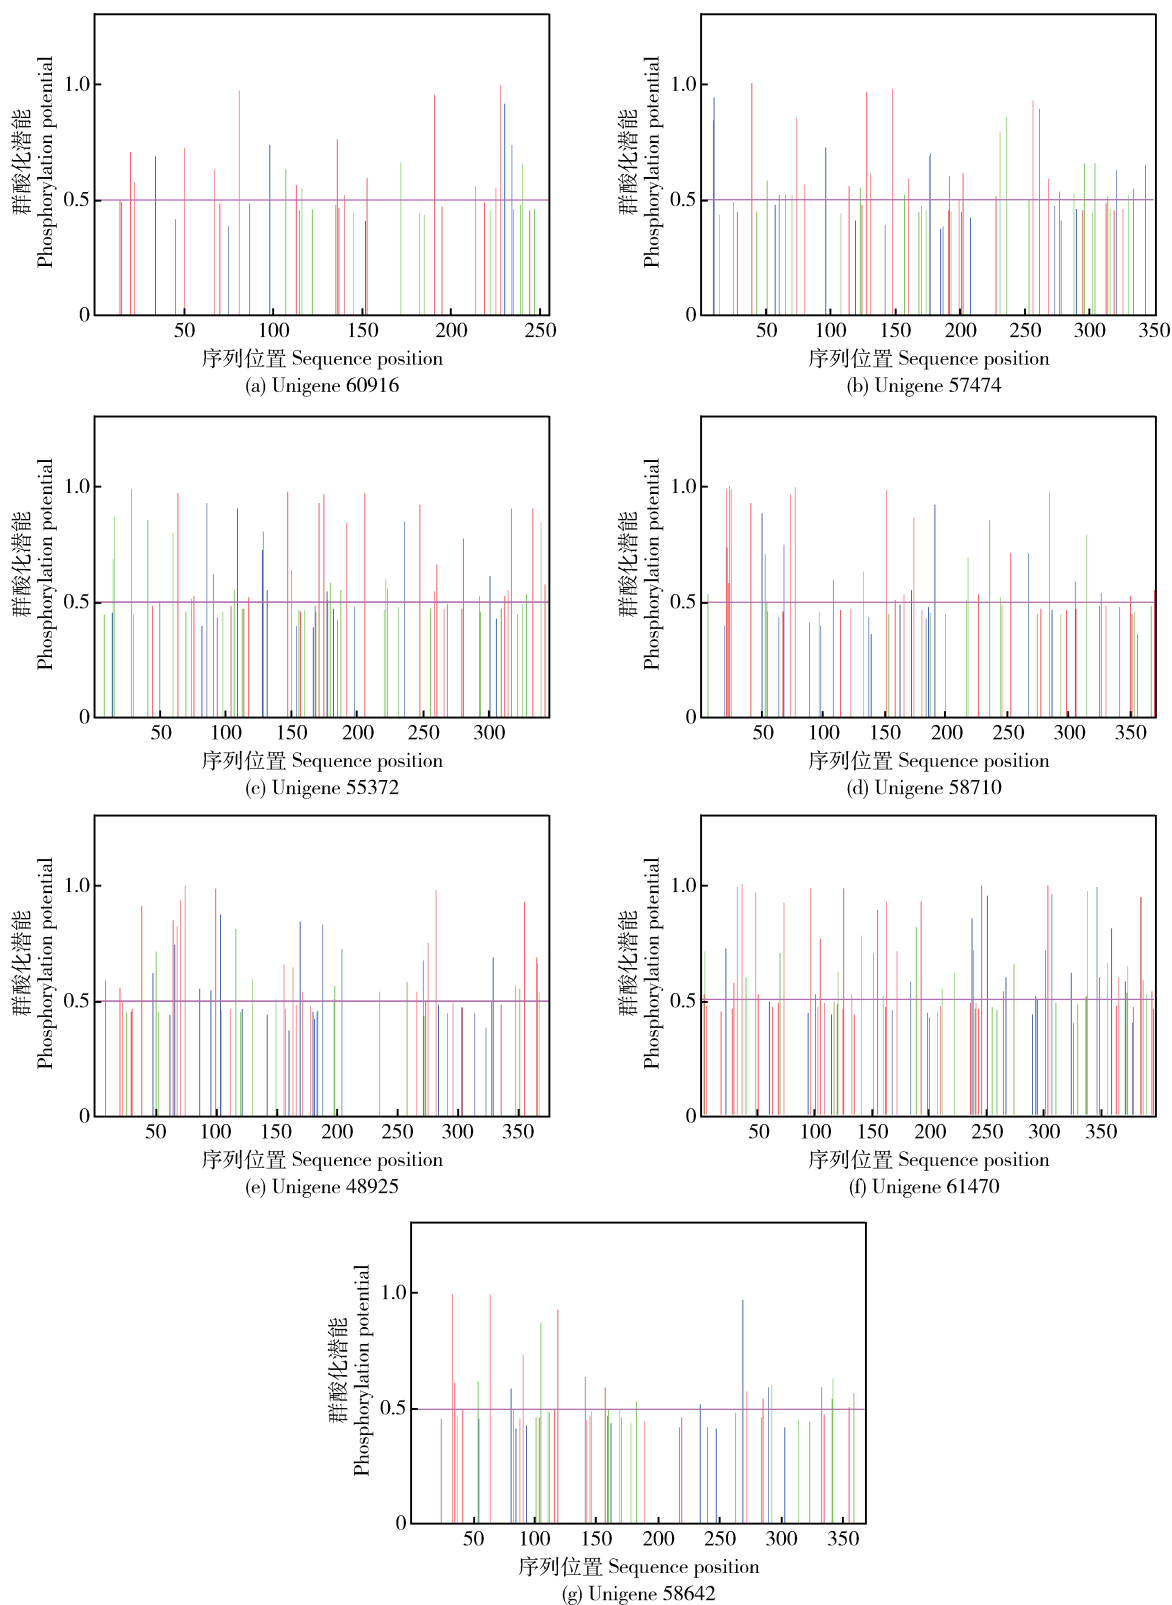 群酸化潜能
Phosphorylation potential
1.0
0.5
0
50 100 150 200 250
序列位置 Sequence position
(a) Unigene 60916
群酸化潜能
Phosphorylation potential
1.0
0.5
0
50 100 150 200 250 300 350
序列位置 Sequence position
(b) Unigene 57474
群酸化潜能
Phosphorylation potential
1.0
0.5
0
50 100 150 200 250 300
序列位置 Sequence position
(c) Unigene 55372
群酸化潜能
Phosphorylation potential
1.0
0.5
0
50 100 150 200 250 300 350
序列位置 Sequence position
(d) Unigene 58710
群酸化潜能
Phosphorylation potential
1.0
0.5
0
50 100 150 200 250 300 350
序列位置 Sequence position
(e) Unigene 48925
群酸化潜能
Phosphorylation potential
1.0
0.5
0
50 100 150 200 250 300 350
序列位置 Sequence position
(f) Unigene 61470
群酸化潜能
Phosphorylation potential
1.0
0.5
0
50 100 150 200 250 300 350
序列位置 Sequence position
(g) Unigene 58642